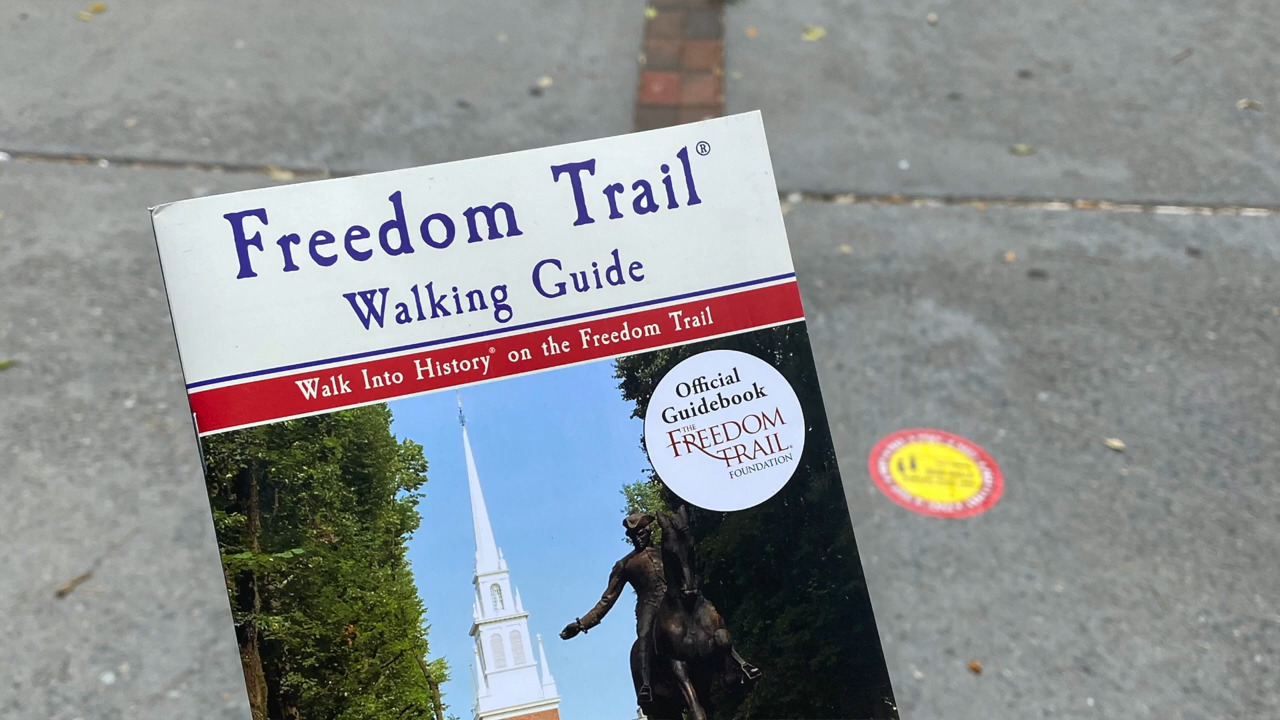 Freedom Trail®
Walking Guide
Walk Into History® on the Freedom Trail
Official
Guidebook
THE
FREEDOM
TRAIL®
FOUNDATION